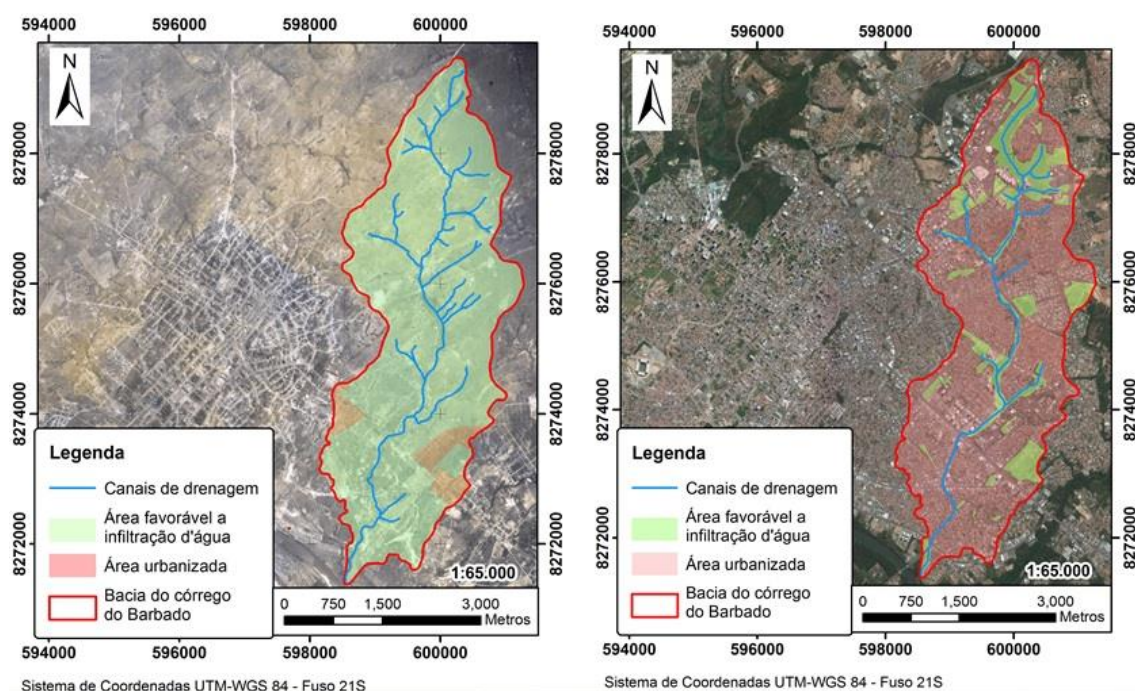 594000 596000 598000 600000
N
8278000
8276000
8274000
8272000
8278000
8276000
8274000
8272000
Legenda
Canais de drenagem
Área favorável a
infiltração d'água
Área urbanizada
Bacia do córrego
do Barbado
1:65.000
0 750 1,500 3,000
Metros
594000 596000 598000 600000
Sistema de Coordenadas UTM-WGS 84 - Fuso 21S
594000 596000 598000 600000
N
8278000
8276000
8274000
8272000
8278000
8276000
8274000
8272000
Legenda
Canais de drenagem
Área favorável a
infiltração d'água
Área urbanizada
Bacia do córrego
do Barbado
1:65.000
0 750 1,500 3,000
Metros
594000 596000 598000 600000
Sistema de Coordenadas UTM-WGS 84 - Fuso 21S